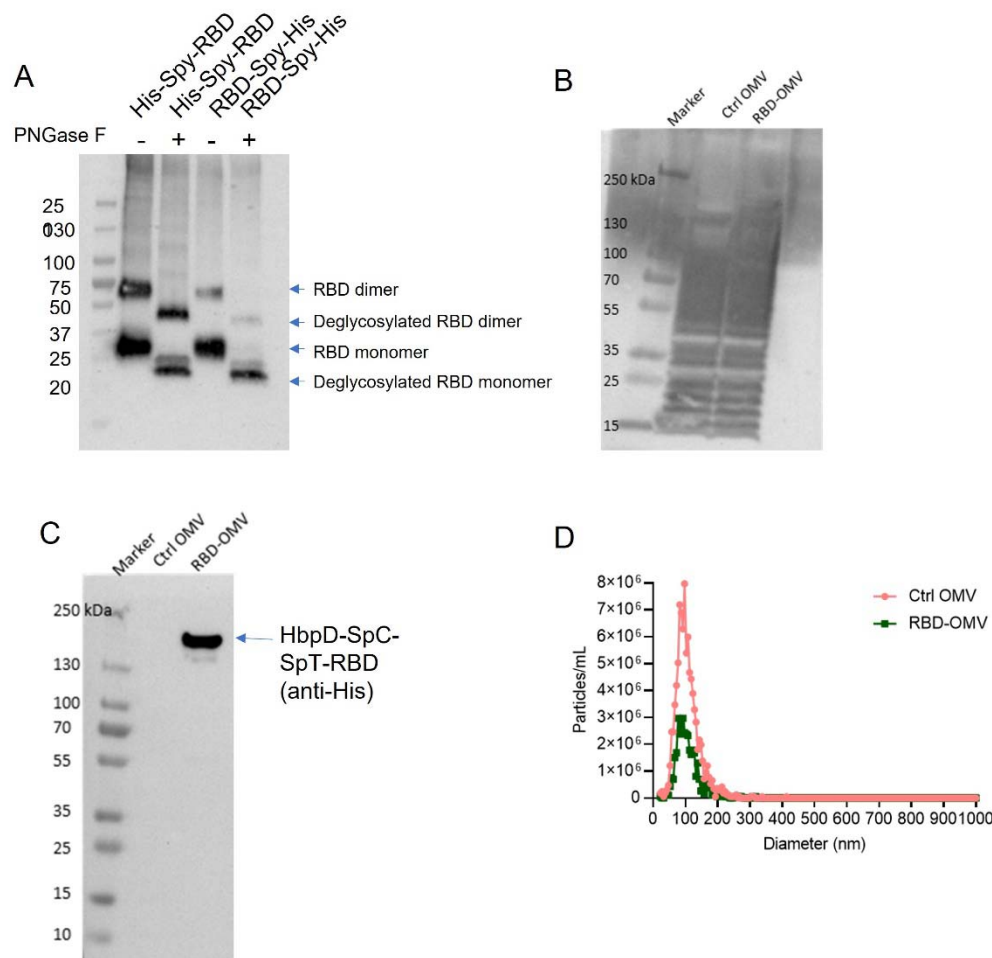 A
His-Spy-RBD
His-Spy-RBD
RBD-Spy-His
RBD-Spy-His
PNGase F
- + - +
25
0
130
100
75
50
37
25
20
RBD dimer
Deglycosylated RBD dimer
RBD monomer
Deglycosylated RBD monomer
B
Marker
Ctrl OMV
RBD-OMV
250 kDa
130
100
70
55
35
25
15
C
Marker
Ctrl OMV
RBD-OMV
250 kDa
130
100
70
55
35
25
15
10
HbpD-SpC-
SpT-RBD
(anti-His)
D
8×10⁶
7×10⁶
6×10⁶
5×10⁶
4×10⁶
3×10⁶
2×10⁶
1×10⁶
0
Particles/mL
0 100 200 300 400 500 600 700 800 900 1000
Diameter (nm)
Ctrl OMV
RBD-OMV